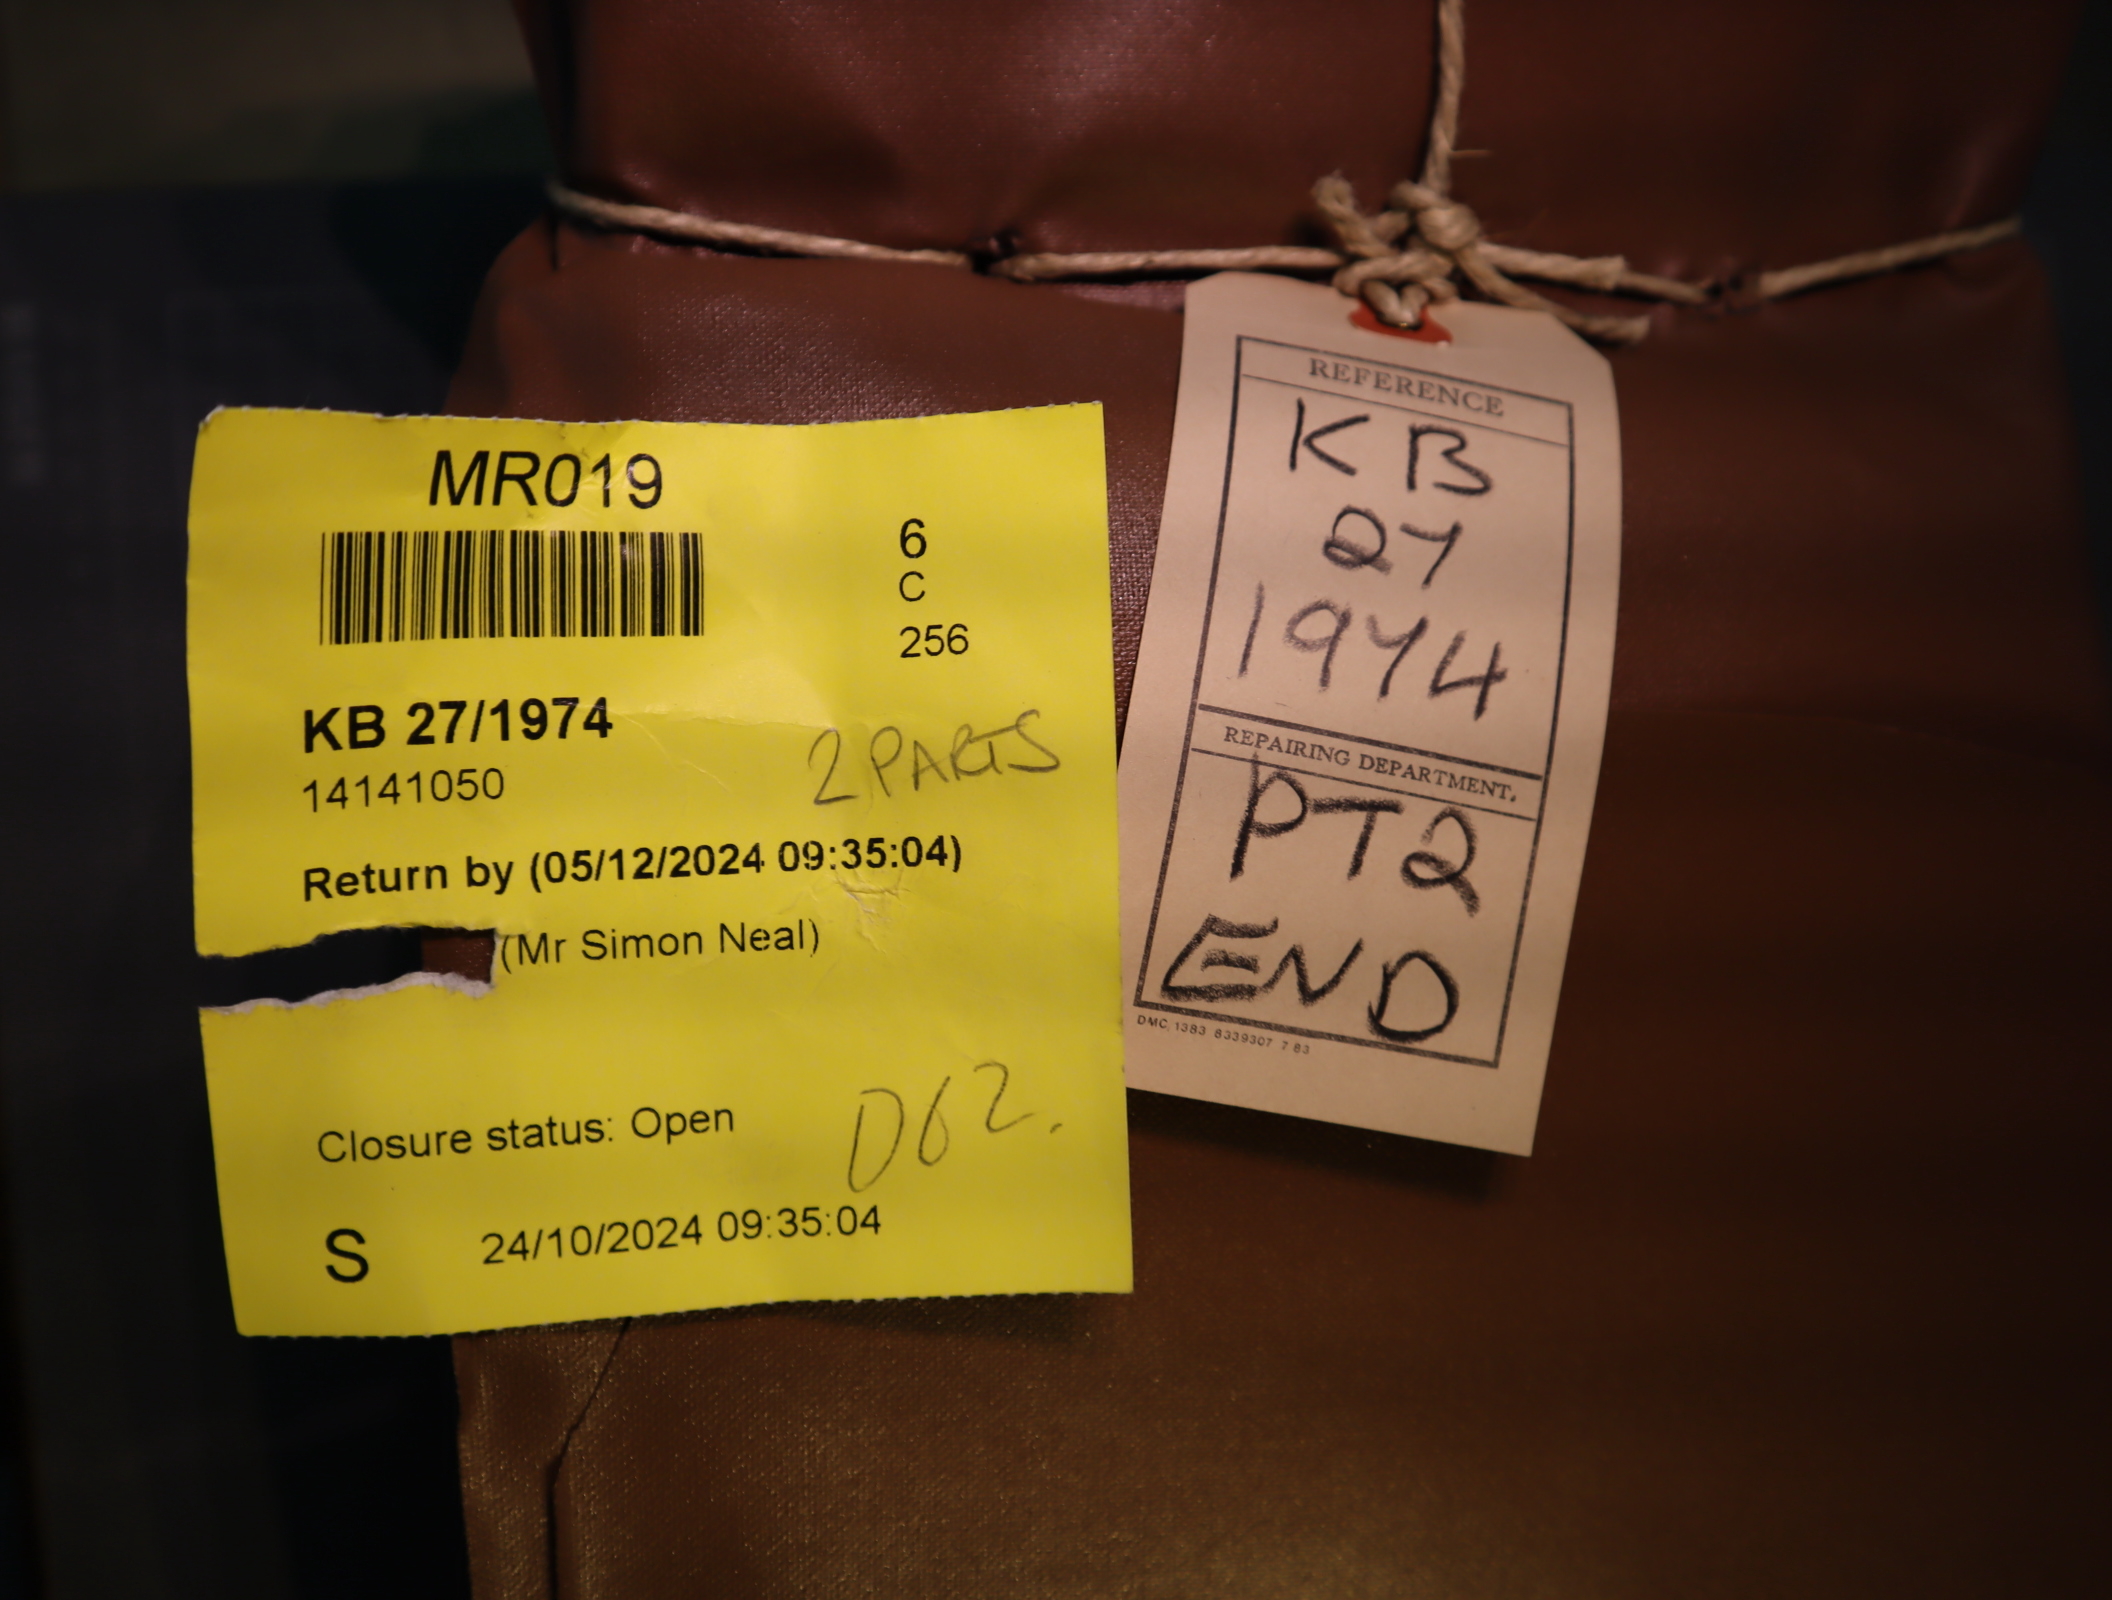 MR019
6
C
256
KB 27/1974
14141050
2 PARTS
Return by (05/12/2024 09:35:04)
(Mr Simon Neal)
Closure status: Open
D62.
S 24/10/2024 09:35:04
REFERENCE
KB
27
1974
REPAIRING DEPARTMENT.
PT2
END
DMC, 1383 8339307 7 83